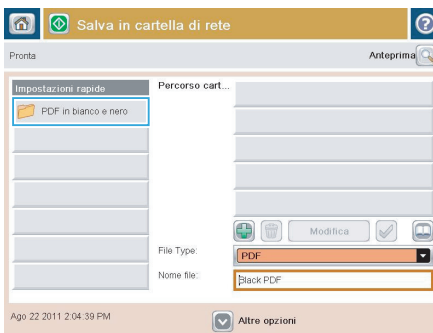 Salva in cartella di rete
Pronta
Anteprima
Impostazioni rapide
Percorso cart...
PDF in bianco e nero
Modifica
File Type:
PDF
Nome file:
Black PDF
Ago 22 2011 2:04:39 PM
Altre opzioni